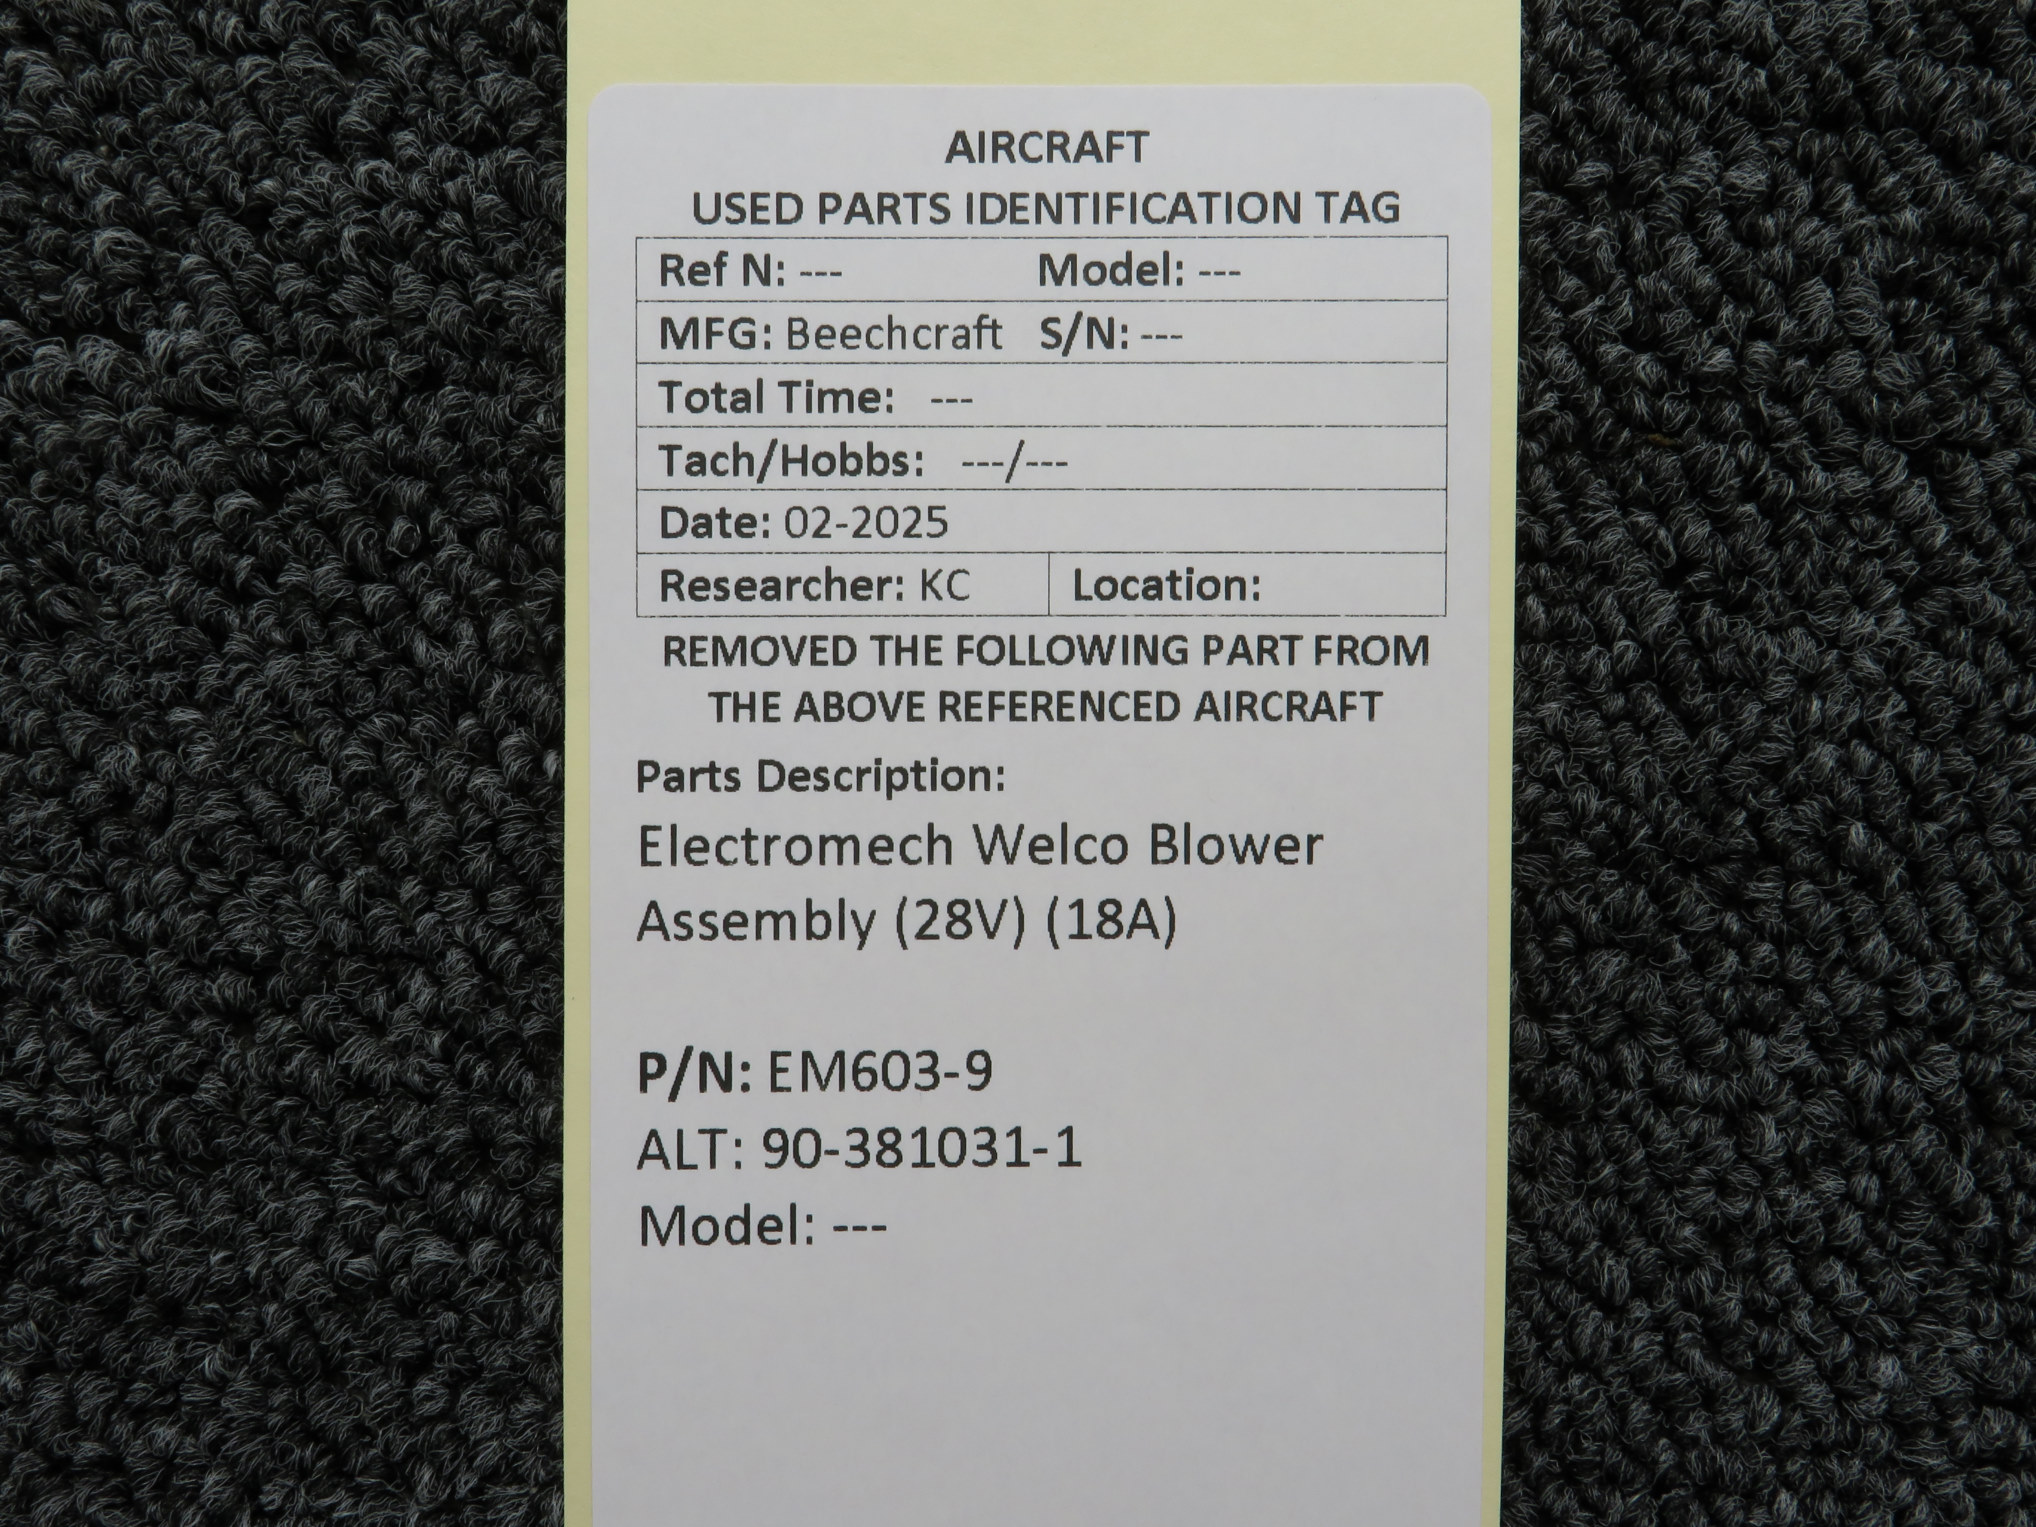 AIRCRAFT
USED PARTS IDENTIFICATION TAG
Ref N: --- Model: ---
MFG: Beechcraft S/N: ---
Total Time: ---
Tach/Hobbs: ---/---
Date: 02-2025
Researcher: KC Location:
REMOVED THE FOLLOWING PART FROM
THE ABOVE REFERENCED AIRCRAFT
Parts Description:
Electromech Welco Blower
Assembly (28V) (18A)
P/N: EM603-9
ALT: 90-381031-1
Model: ---